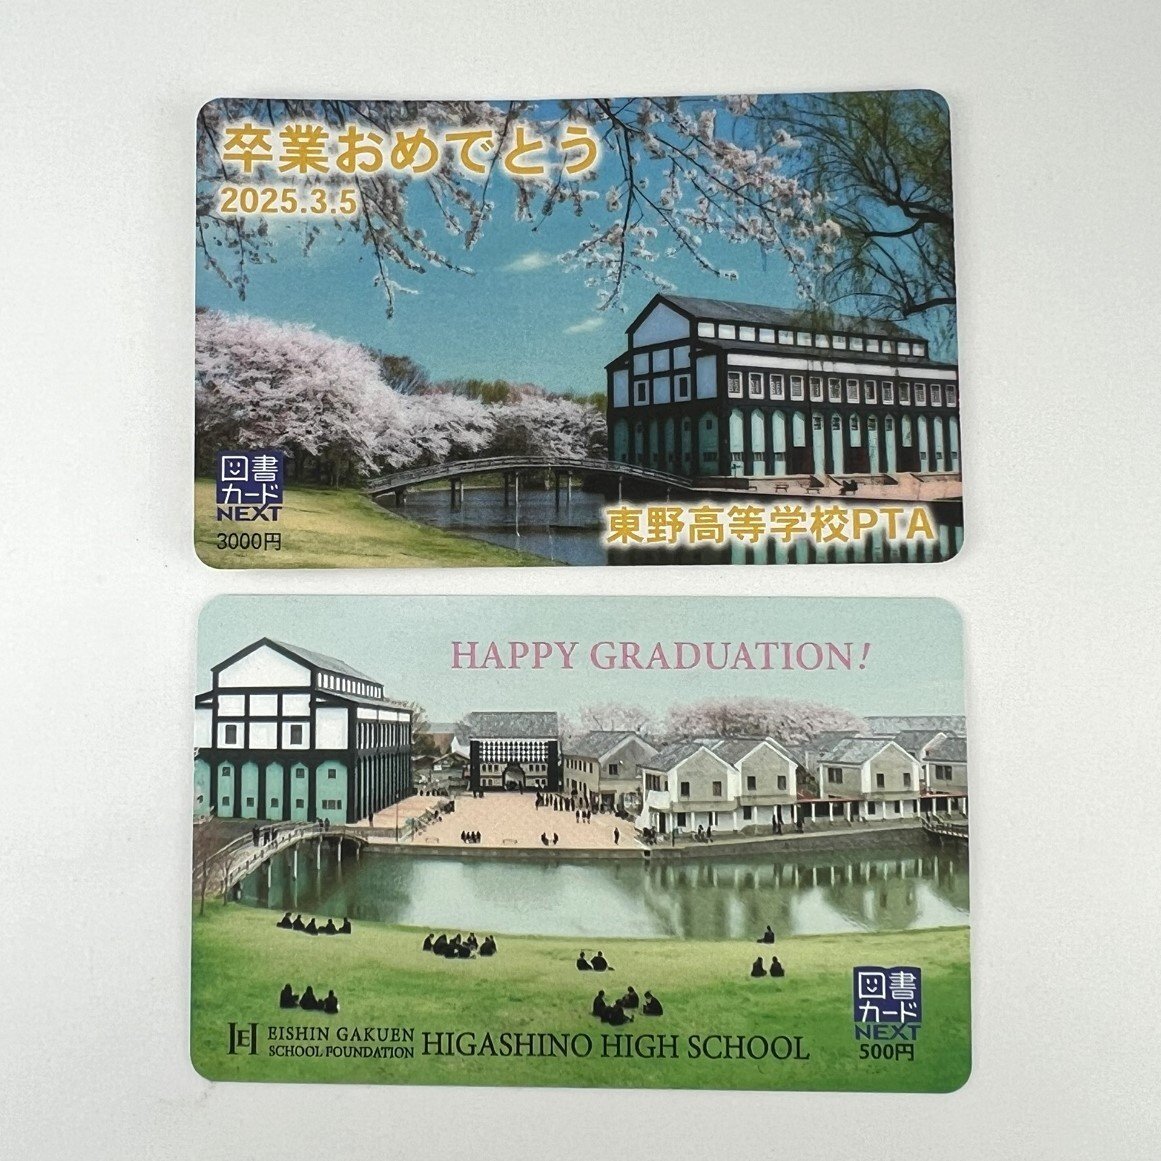 卒業おめでとう
2025.3.5
図書
カード
NEXT
3000円
東野高等学校PTA
HAPPY GRADUATION!
EISHIN GAKUEN
SCHOOL FOUNDATION
HIGASHINO HIGH SCHOOL
図書
カード
NEXT
500円